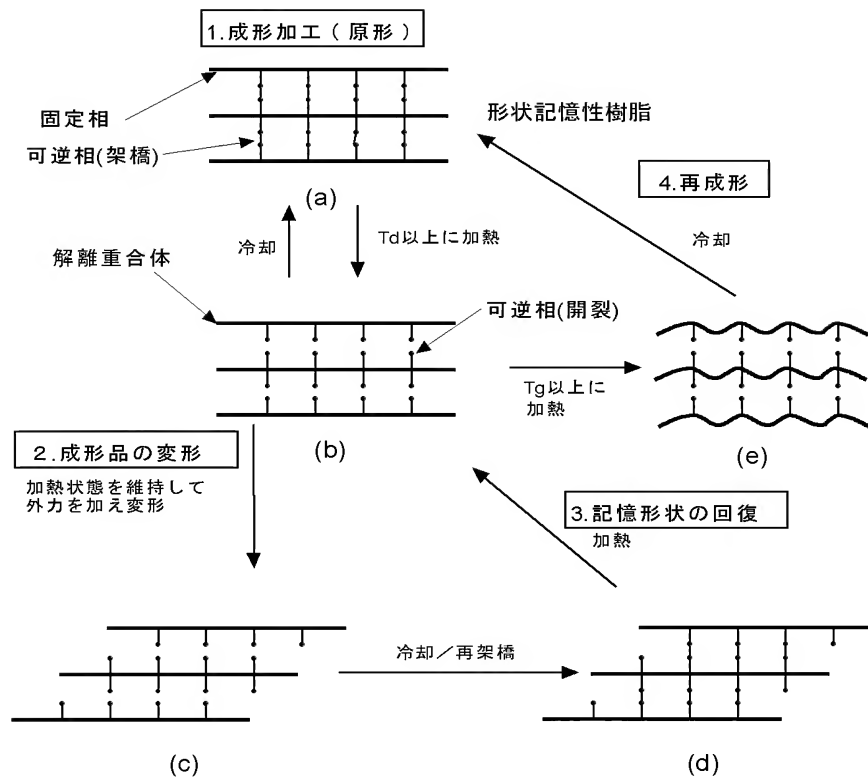 1.成形加工(原形)
固定相
可逆相(架橋)
(a)
形状記憶性樹脂
4.再成形
冷却
冷却
Td以上に加熱
解離重合体
可逆相(開裂)
(b)
Tg以上に
加熱
(e)
2.成形品の変形
加熱状態を維持して
外力を加え変形
3.記憶形状の回復
加熱
冷却/再架橋
(c)
(d)